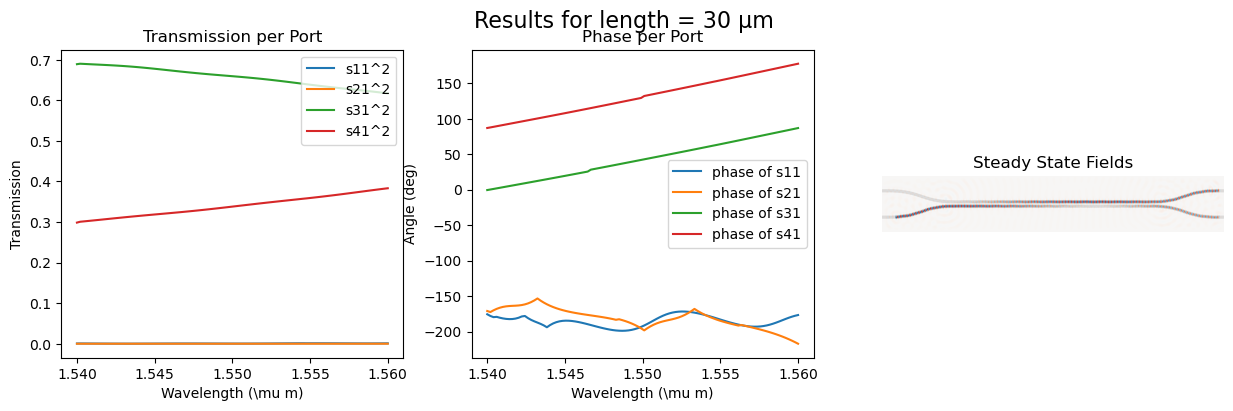 Results for length = 30 µm
Transmission per Port
Transmission
0.7
0.6
0.5
0.4
0.3
0.2
0.1
0.0
s11^2
s21^2
s31^2
s41^2
1.540
1.545
1.550
1.555
1.560
Wavelength (\mu m)
Phase per Port
Angle (deg)
150
100
50
0
−50
−100
−150
−200
phase of s11
phase of s21
phase of s31
phase of s41
1.540
1.545
1.550
1.555
1.560
Wavelength (\mu m)
Steady State Fields